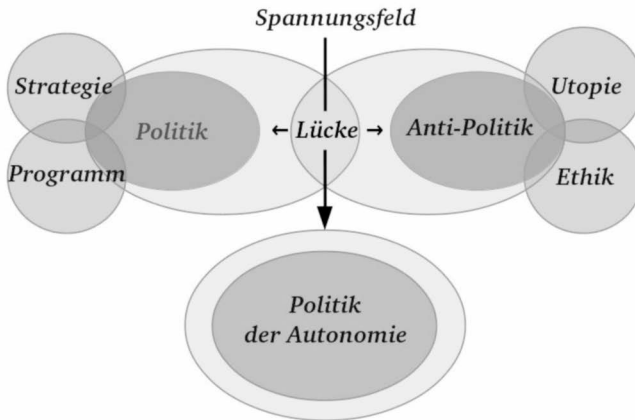 Spannungsfeld
Strategie
Utopie
Politik
← Lücke →
Anti-Politik
Programm
Ethik
Politik
der Autonomie